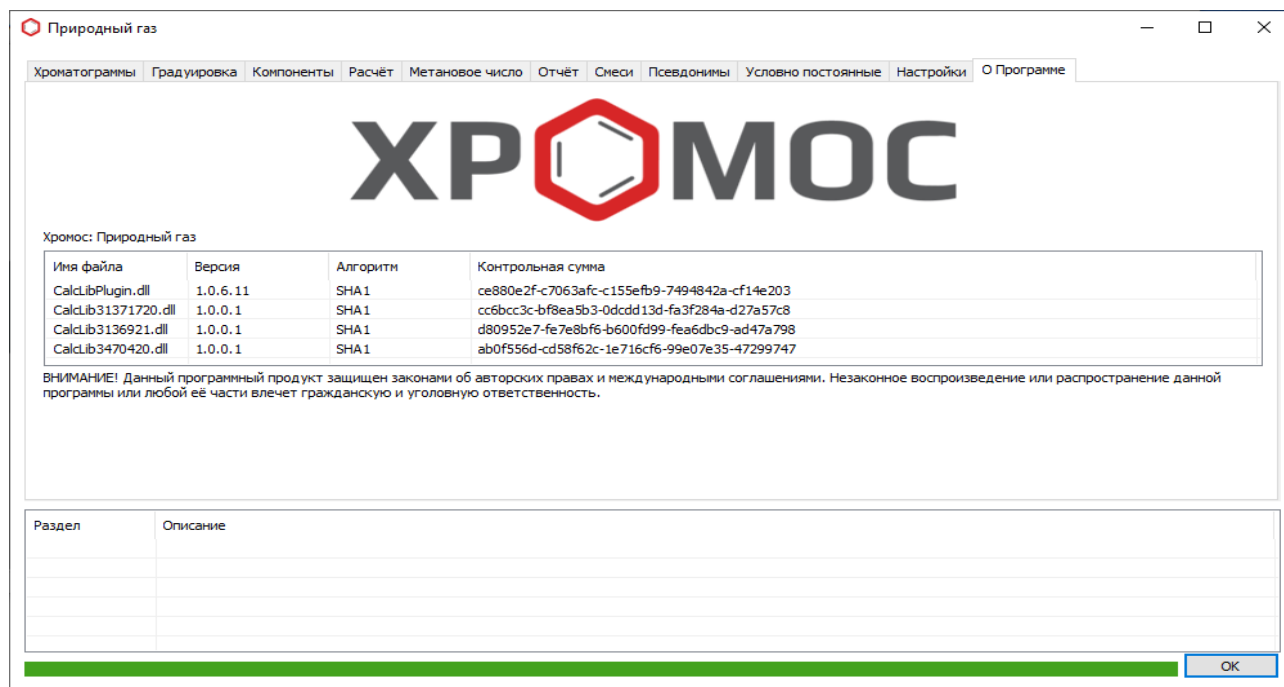 Природный газ
Хроматограммы Градуировка Компоненты Расчёт Метановое число Отчёт Смеси Псевдонимы Условно постоянные Настройки О Программе
ХРОМОС
Хромос: Природный газ
Имя файла Версия Алгоритм Контрольная сумма
CalcLibPlugin.dll 1.0.6.11 SHA1 ce880e2f-c7063afc-c155efb9-7494842a-cf14e203
CalcLib31371720.dll 1.0.0.1 SHA1 cc6bcc3c-bf8ea5b3-0dcdd13d-fa3f284a-d27a57c8
CalcLib3136921.dll 1.0.0.1 SHA1 d80952e7-fe7e8bf6-b600fd99-fea6dbc9-ad47a798
CalcLib3470420.dll 1.0.0.1 SHA1 ab0f556d-cd58f62c-1e716cf6-99e07e35-47299747
ВНИМАНИЕ! Данный программный продукт защищен законами об авторских правах и международными соглашениями. Незаконное воспроизведение или распространение данной
программы или любой её части влечет гражданскую и уголовную ответственность.
Раздел Описание
OK